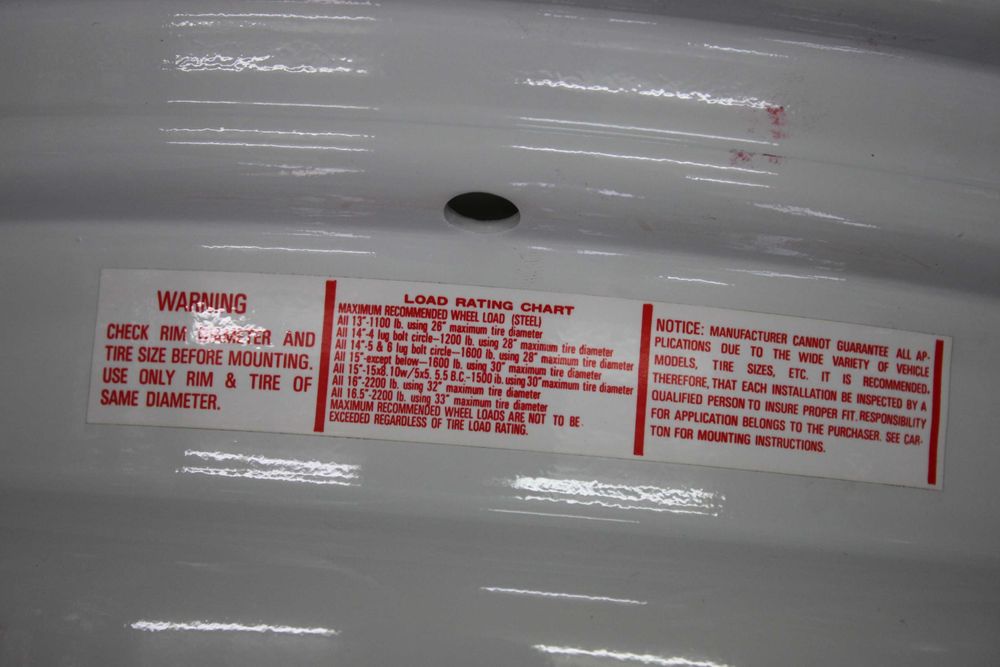 WARNING
CHECK RIM DIAMETER AND
TIRE SIZE BEFORE MOUNTING.
USE ONLY RIM & TIRE OF
SAME DIAMETER.
LOAD RATING CHART
MAXIMUM RECOMMENDED WHEEL LOAD (STEEL)
All 13"-1100 lb. using 26" maximum tire diameter
All 14"-4 lug bolt circle-1200 lb. using 28" maximum tire diameter
All 14"-5 & 6 lug bolt circle-1600 lb. using 28" maximum tire diameter
All 15"-except below-1600 lb. using 30" maximum tire diameter
All 15"-15x8.10w/5x5. 5.5 B.C.-1500 lb. using 30" maximum tire diameter
All 16"-2200 lb. using 32" maximum tire diameter
All 16.5"-2200 lb. using 33" maximum tire diameter
MAXIMUM RECOMMENDED WHEEL LOADS ARE NOT TO BE
EXCEEDED REGARDLESS OF TIRE LOAD RATING.
NOTICE: MANUFACTURER CANNOT GUARANTEE ALL AP-
PLICATIONS DUE TO THE WIDE VARIETY OF VEHICLE
MODELS, TIRE SIZES, ETC. IT IS RECOMMENDED,
THEREFORE, THAT EACH INSTALLATION BE INSPECTED BY A
QUALIFIED PERSON TO INSURE PROPER FIT. RESPONSIBILITY
FOR APPLICATION BELONGS TO THE PURCHASER. SEE CAR-
TON FOR MOUNTING INSTRUCTIONS.